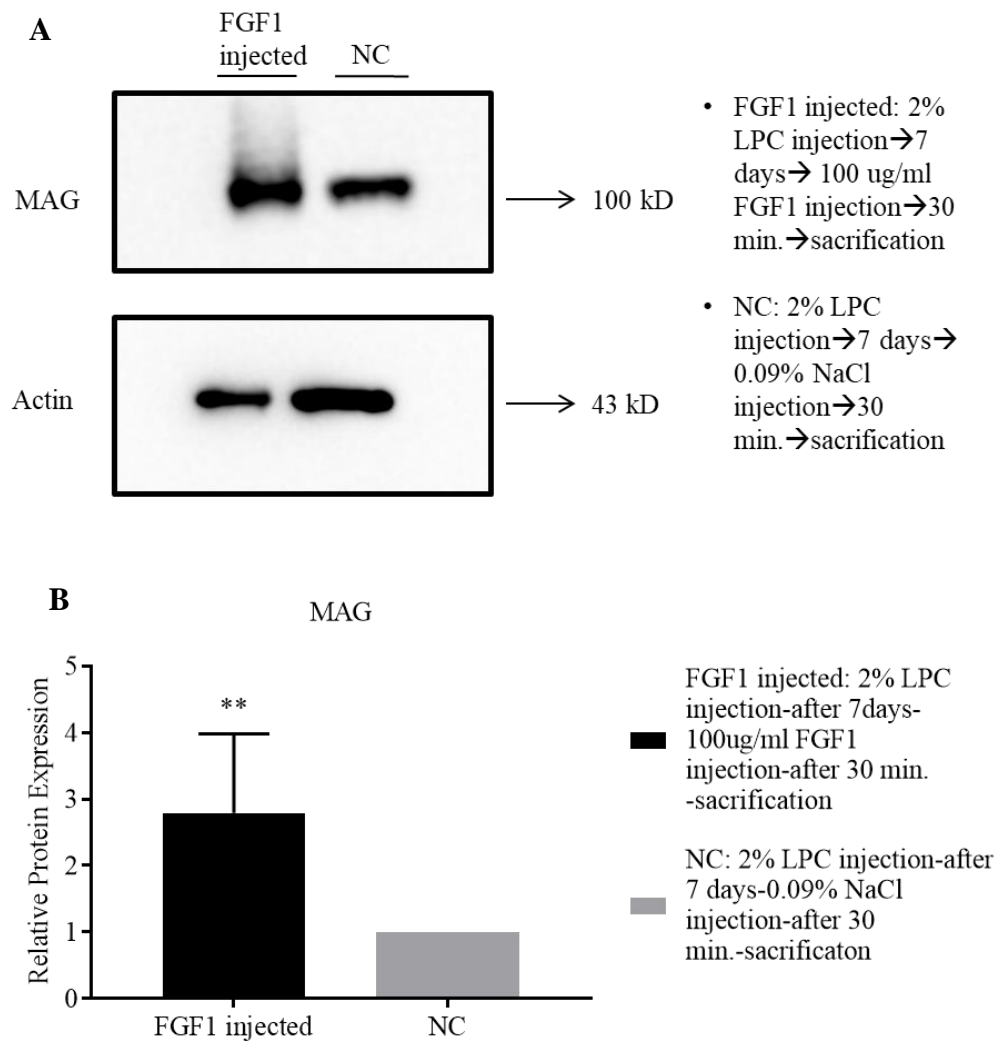 A
FGF1
injected
NC
MAG
100 kD
Actin
43 kD
• FGF1 injected: 2%
LPC injection→7
days→ 100 ug/ml
FGF1 injection→30
min.→sacrification
• NC: 2% LPC
injection→7 days→
0.09% NaCl
injection→30
min.→sacrification
B
MAG
Relative Protein Expression
5
4
3
2
1
0
**
FGF1 injected
NC
FGF1 injected: 2% LPC
injection-after 7days-
100ug/ml FGF1
injection-after 30 min.
-sacrification
NC: 2% LPC injection-after
7 days-0.09% NaCl
injection-after 30
min.-sacrificaton